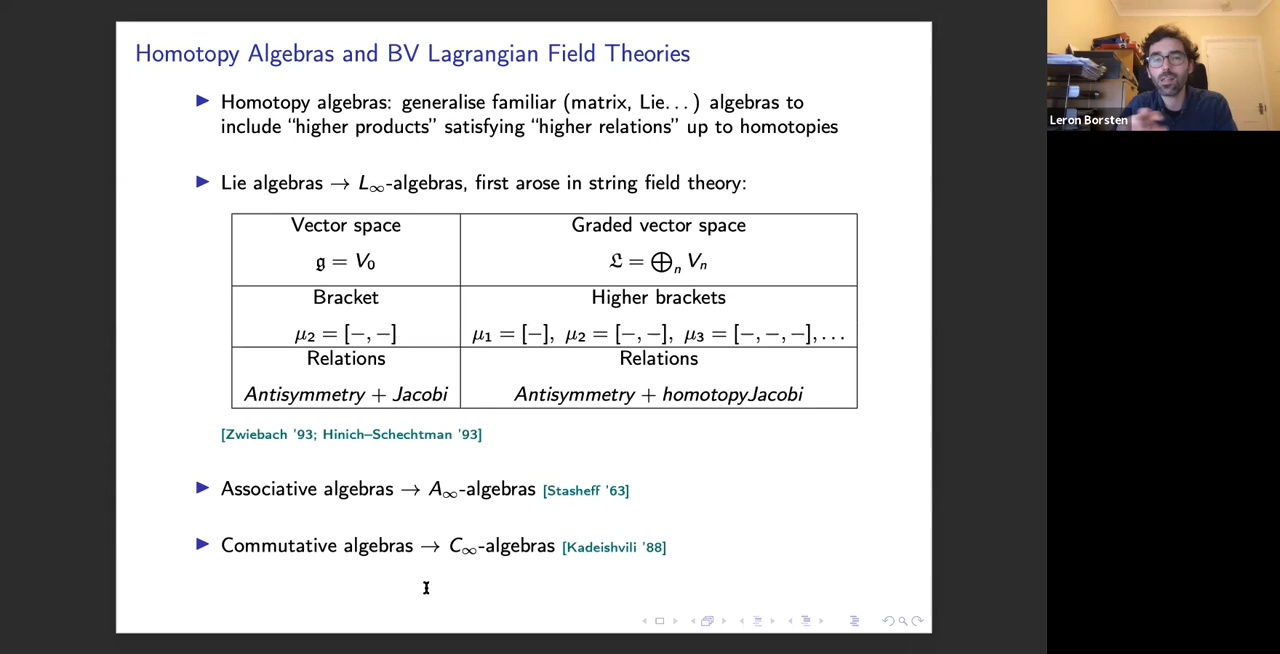 Homotopy Algebras and BV Lagrangian Field Theories
Homotopy algebras: generalise familiar (matrix, Lie...) algebras to
include “higher products” satisfying “higher relations” up to homotopies
Lie algebras → L∞-algebras, first arose in string field theory:
Vector space
𝔤 = V₀
Graded vector space
𝔏 = ⊕ₙ Vₙ
Bracket
μ₂ = [−, −]
Higher brackets
μ₁ = [−], μ₂ = [−, −], μ₃ = [−, −, −], ...
Relations
Antisymmetry + Jacobi
Relations
Antisymmetry + homotopyJacobi
[Zwiebach '93; Hinich–Schechtman '93]
Associative algebras → A∞-algebras [Stasheff '63]
Commutative algebras → C∞-algebras [Kadeishvili '88]
Leron Borsten